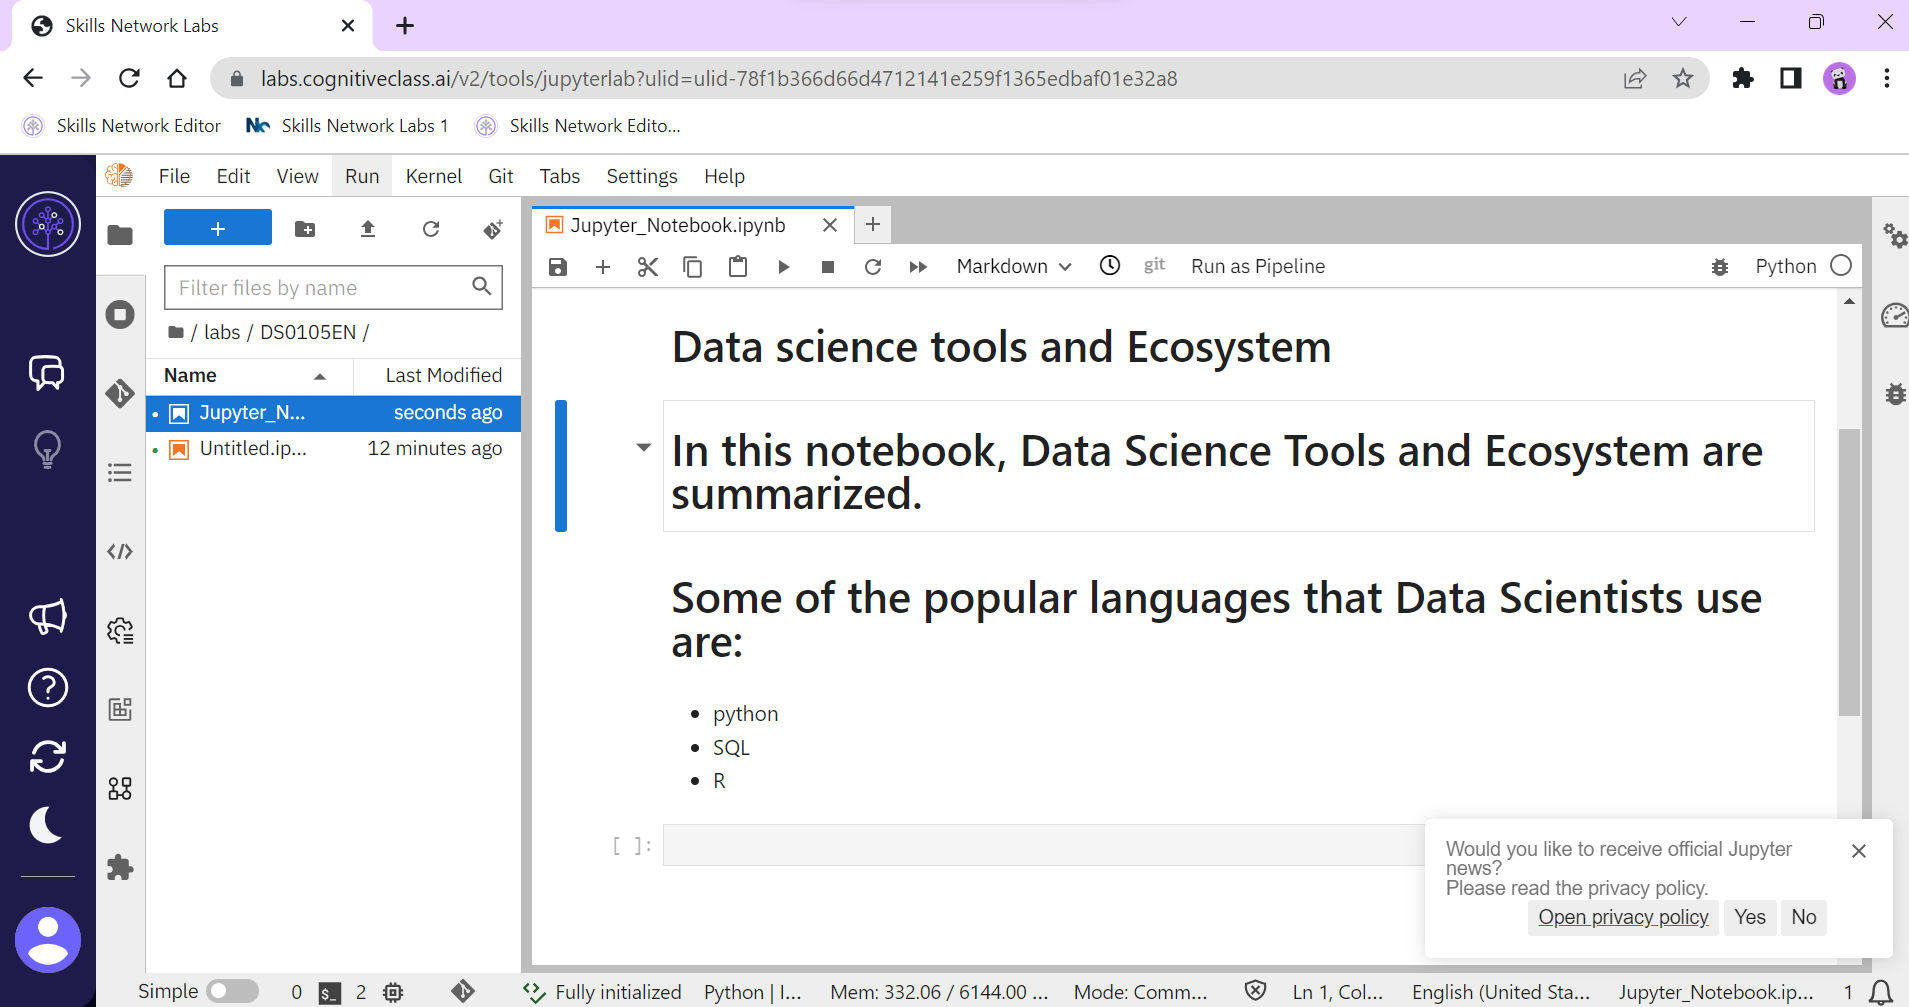 Skills Network Labs
labs.cognitiveclass.ai/v2/tools/jupyterlab?ulid=ulid-78f1b366d66d4712141e259f1365edbaf01e32a8
Skills Network Editor Skills Network Labs 1 Skills Network Edito...
File Edit View Run Kernel Git Tabs Settings Help
Jupyter_Notebook.ipynb
Markdown git Run as Pipeline Python
Filter files by name
/ labs / DS0105EN /
Name Last Modified
Jupyter_N... seconds ago
Untitled.ip... 12 minutes ago
Data science tools and Ecosystem
In this notebook, Data Science Tools and Ecosystem are
summarized.
Some of the popular languages that Data Scientists use
are:
• python
• SQL
• R
[ ]:
Would you like to receive official Jupyter
news?
Please read the privacy policy.
Open privacy policy Yes No
Simple 0 $_ 2 Fully initialized Python | I... Mem: 332.06 / 6144.00 ... Mode: Comm... Ln 1, Col... English (United Sta... Jupyter_Notebook.ip... 1